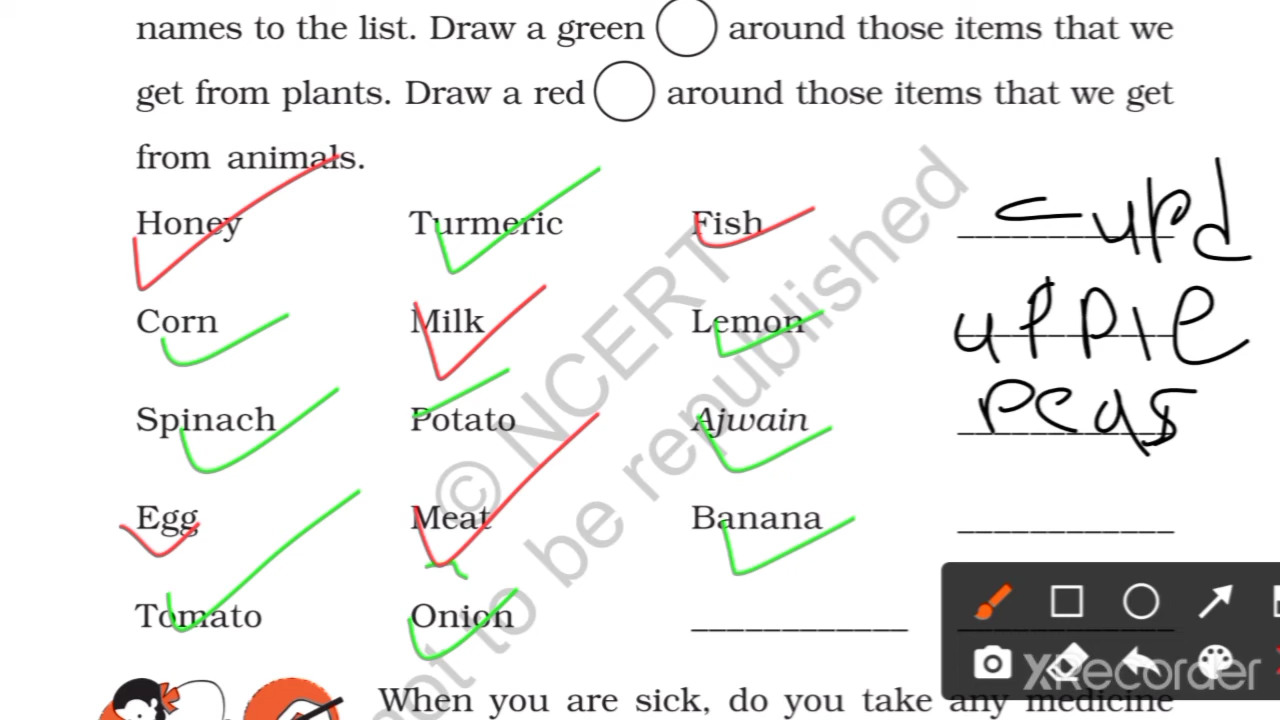 names to the list. Draw a green around those items that we
get from plants. Draw a red around those items that we get
from animals.
Honey Turmeric Fish curd
Corn Milk Lemon apple
Spinach Potato Ajwain peas
Egg Meat Banana
Tomato Onion
© NCERT
not to be republished
XRecorder
When you are sick, do you take any medicine